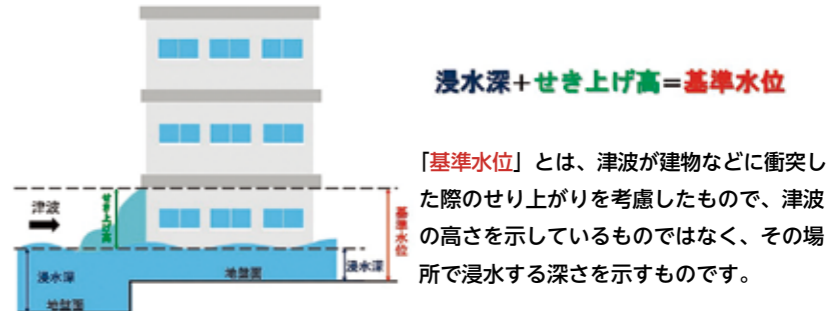 浸水深+せき上げ高=基準水位
「基準水位」とは、津波が建物などに衝突し
た際のせり上がりを考慮したもので、津波
の高さを示しているものではなく、その場
所で浸水する深さを示すものです。
津波
せき上げ高
基準水位
浸水深
地盤面
浸水深
地盤面